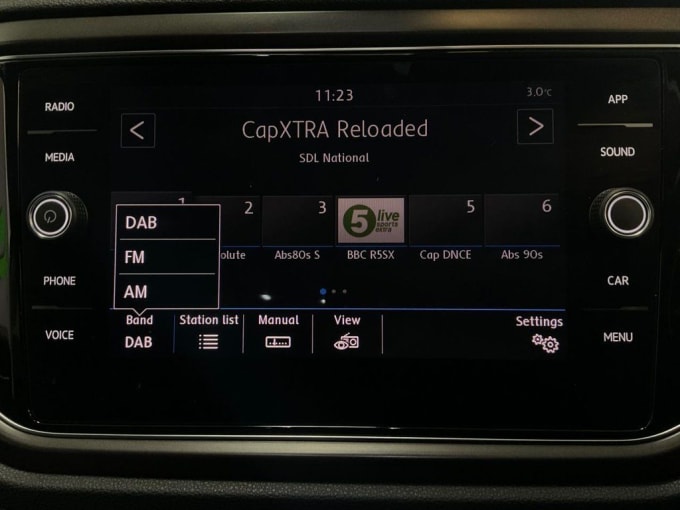 RADIO
MEDIA
PHONE
VOICE
11:23
3.0°C
<
CapXTRA Reloaded
>
SDL National
1
2
3
5
6
5 live
sports
extra
olute
Abs80s S
BBC R5SX
Cap DNCE
Abs 90s
DAB
FM
AM
Band
DAB
Station list
Manual
View
Settings
APP
SOUND
CAR
MENU